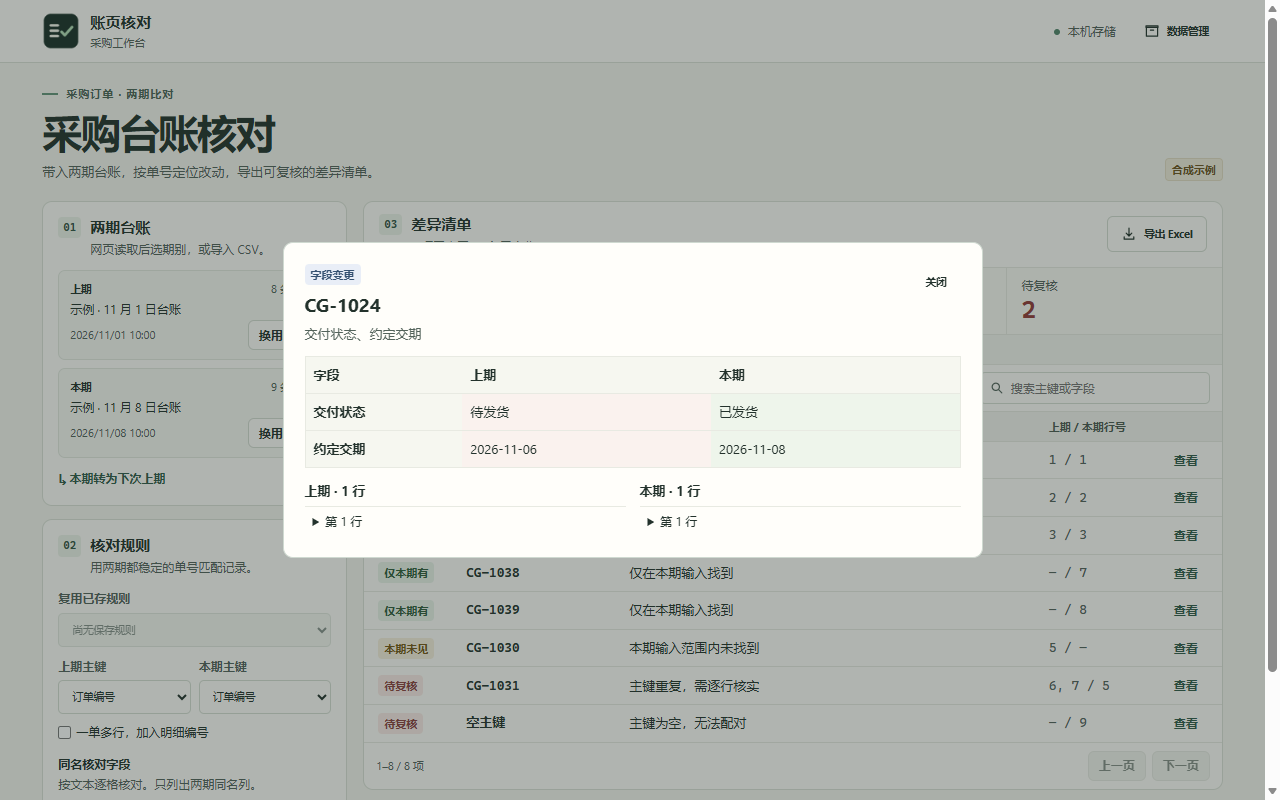 账页核对
采购工作台
本机存储
数据管理
采购订单 · 两期比对
采购台账核对
带入两期台账，按单号定位改动，导出可复核的差异清单。
合成示例
01
两期台账
网页读取后选期别，或导入 CSV。
上期
8
示例 · 11 月 1 日台账
2026/11/01 10:00
换用
本期
9
示例 · 11 月 8 日台账
2026/11/08 10:00
换用
本期转为下次上期
02
核对规则
用两期都稳定的单号匹配记录。
复用已存规则
尚无保存规则
上期主键
本期主键
订单编号
订单编号
一单多行，加入明细编号
同名核对字段
按文本逐格核对。只列出两期同名列。
03
差异清单
导出 Excel
待复核
2
搜索主键或字段
上期 / 本期行号
1 / 1 查看
2 / 2 查看
3 / 3 查看
仅本期有 CG-1038 仅在本期输入找到 — / 7 查看
仅本期有 CG-1039 仅在本期输入找到 — / 8 查看
本期未见 CG-1030 本期输入范围内未找到 5 / — 查看
待复核 CG-1031 主键重复，需逐行核实 6, 7 / 5 查看
待复核 空主键 主键为空，无法配对 — / 9 查看
1–8 / 8 项
上一页
下一页
字段变更
关闭
CG-1024
交付状态、约定交期
字段 上期 本期
交付状态 待发货 已发货
约定交期 2026-11-06 2026-11-08
上期 · 1 行
第 1 行
本期 · 1 行
第 1 行